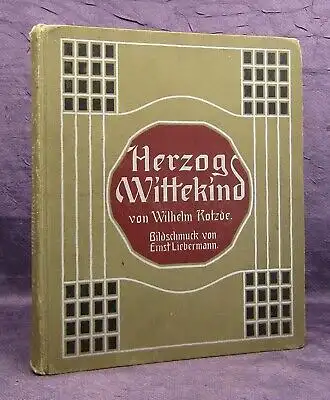 Herzog
Wittekind
von Wilhelm Kotzde.
Bildschmuck von
Ernst Liebermann.